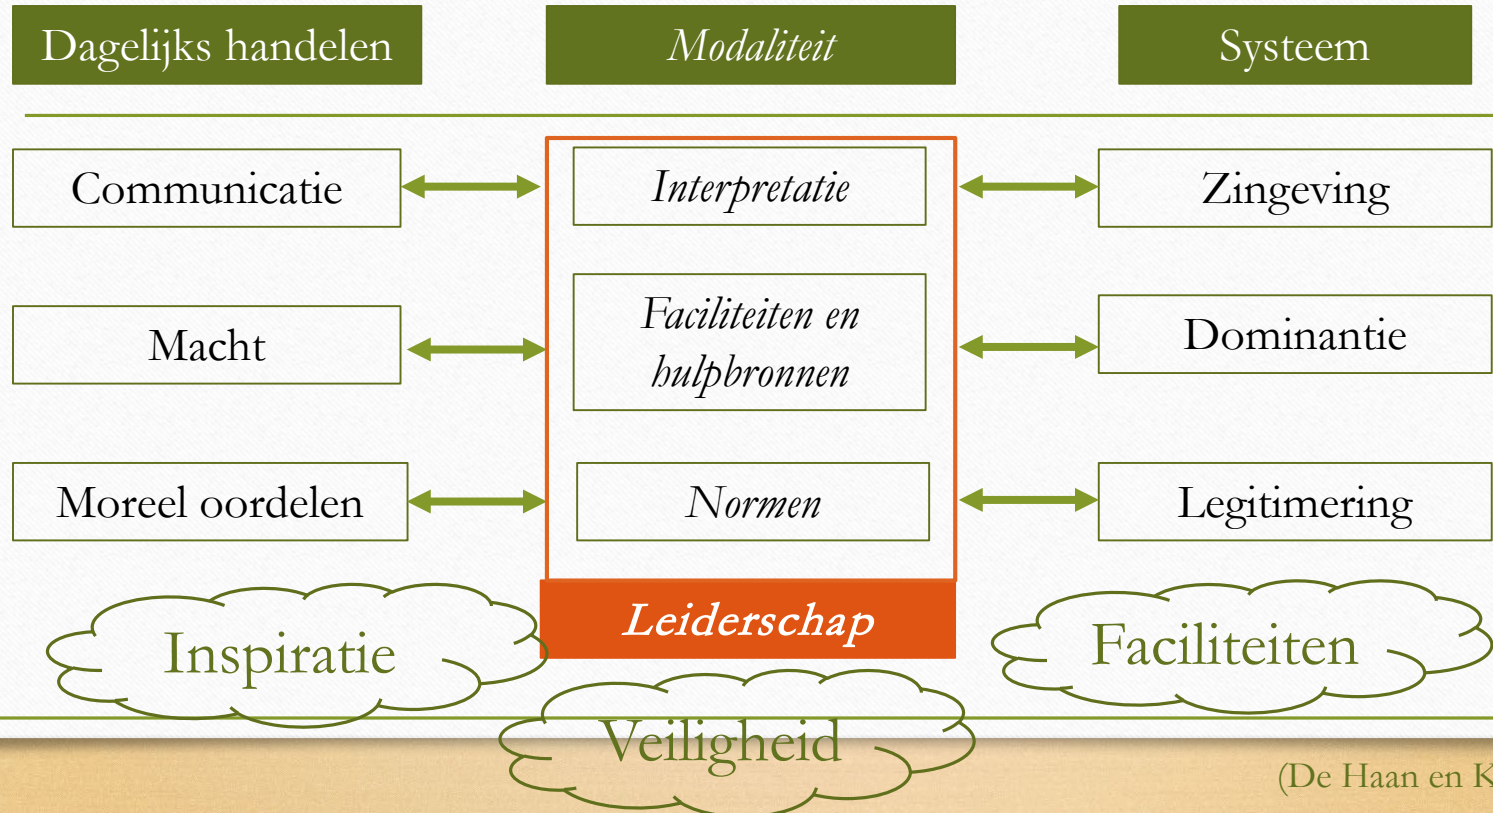 Dagelijks handelen
Modaliteit
Systeem
Communicatie
Interpretatie
Zingeving
Macht
Faciliteiten en
hulpbronnen
Dominantie
Moreel oordelen
Normen
Legitimering
Leiderschap
Inspiratie
Faciliteiten
Veiligheid
(De Haan en K